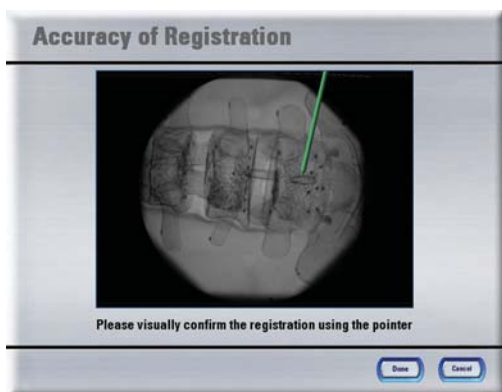 Accuracy of Registration
Please visually confirm the registration using the pointer
Done
Cancel